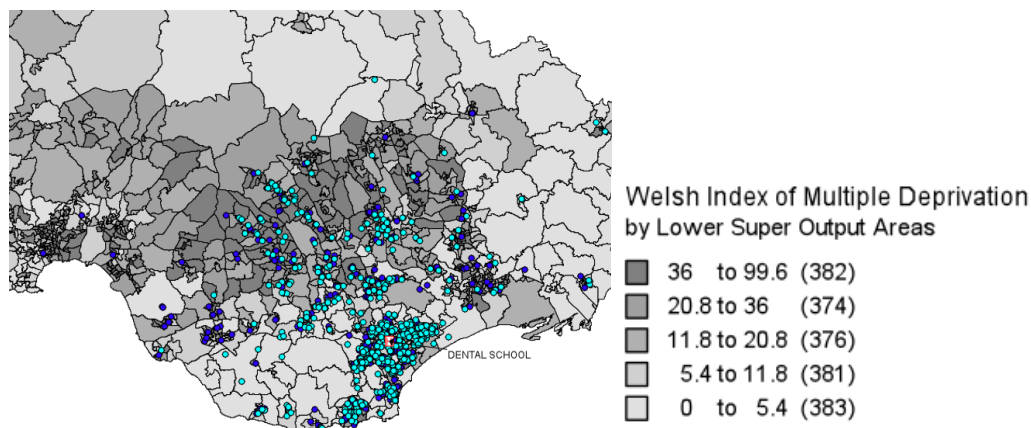 DENTAL SCHOOL
Welsh Index of Multiple Deprivation
by Lower Super Output Areas
36 to 99.6 (382)
20.8 to 36 (374)
11.8 to 20.8 (376)
5.4 to 11.8 (381)
0 to 5.4 (383)